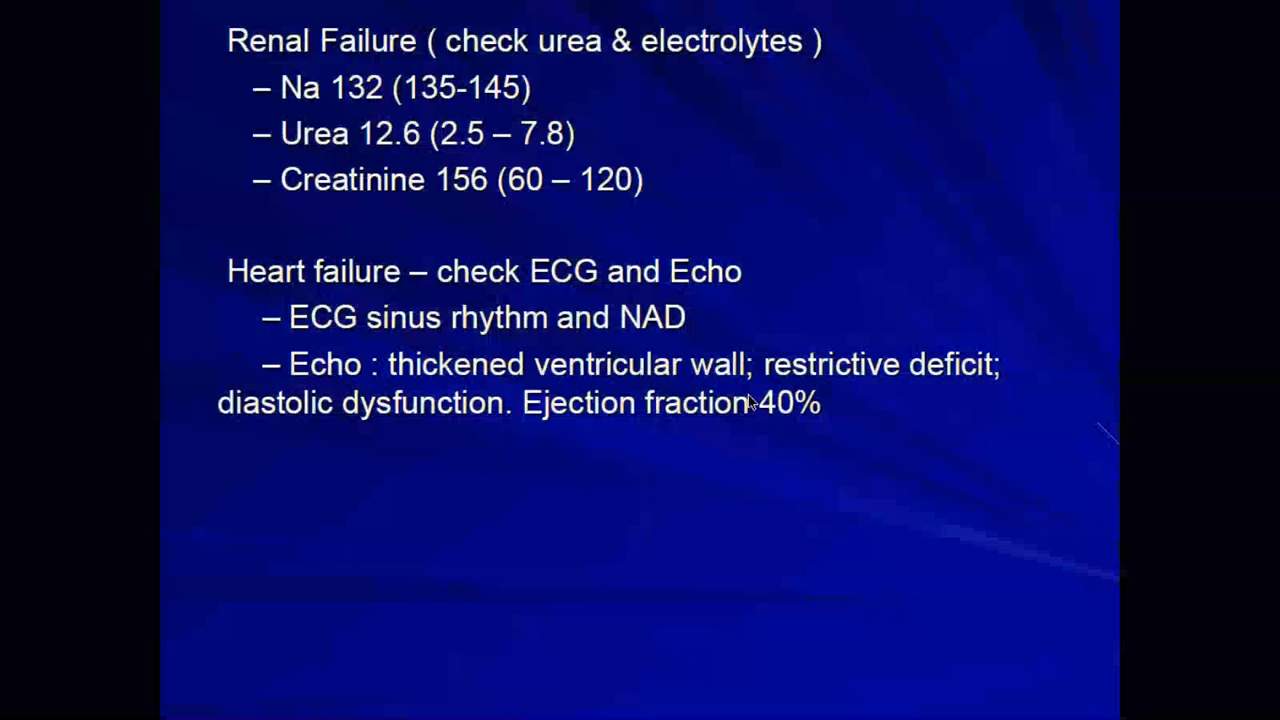 Renal Failure ( check urea & electrolytes )
– Na 132 (135-145)
– Urea 12.6 (2.5 – 7.8)
– Creatinine 156 (60 – 120)
Heart failure – check ECG and Echo
– ECG sinus rhythm and NAD
– Echo : thickened ventricular wall; restrictive deficit;
diastolic dysfunction. Ejection fraction 40%